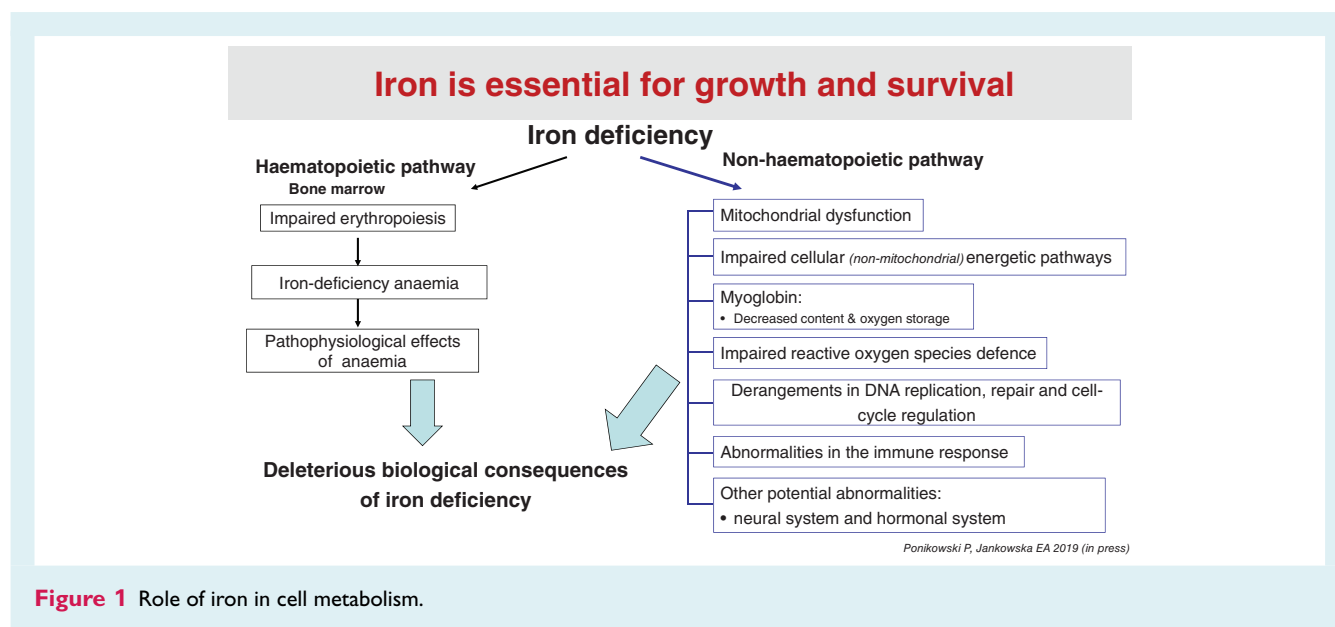 Iron is essential for growth and survival
Iron deficiency
Haematopoietic pathway
Bone marrow
Impaired erythropoiesis
Iron-deficiency anaemia
Pathophysiological effects
of anaemia
Non-haematopoietic pathway
Mitochondrial dysfunction
Impaired cellular (non-mitochondrial) energetic pathways
Myoglobin:
• Decreased content & oxygen storage
Impaired reactive oxygen species defence
Derangements in DNA replication, repair and cell-
cycle regulation
Abnormalities in the immune response
Other potential abnormalities:
• neural system and hormonal system
Deleterious biological consequences
of iron deficiency
Ponikowski P, Jankowska EA 2019 (in press)
Figure 1 Role of iron in cell metabolism.